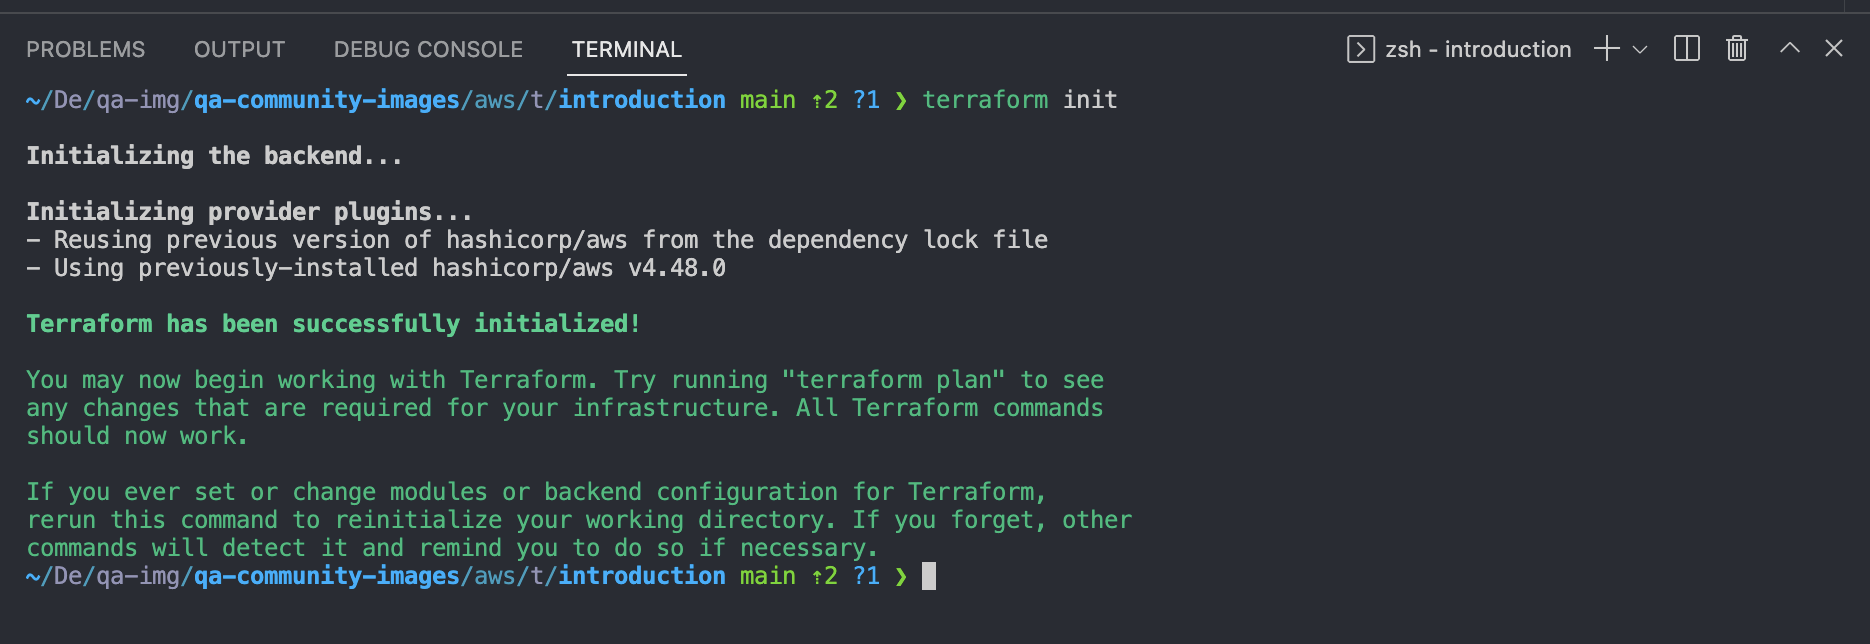 PROBLEMS OUTPUT DEBUG CONSOLE TERMINAL zsh - introduction
~/De/qa-img/qa-community-images/aws/t/introduction main ⇡2 ?1 ❯ terraform init
Initializing the backend...
Initializing provider plugins...
- Reusing previous version of hashicorp/aws from the dependency lock file
- Using previously-installed hashicorp/aws v4.48.0
Terraform has been successfully initialized!
You may now begin working with Terraform. Try running "terraform plan" to see
any changes that are required for your infrastructure. All Terraform commands
should now work.
If you ever set or change modules or backend configuration for Terraform,
rerun this command to reinitialize your working directory. If you forget, other
commands will detect it and remind you to do so if necessary.
~/De/qa-img/qa-community-images/aws/t/introduction main ⇡2 ?1 ❯